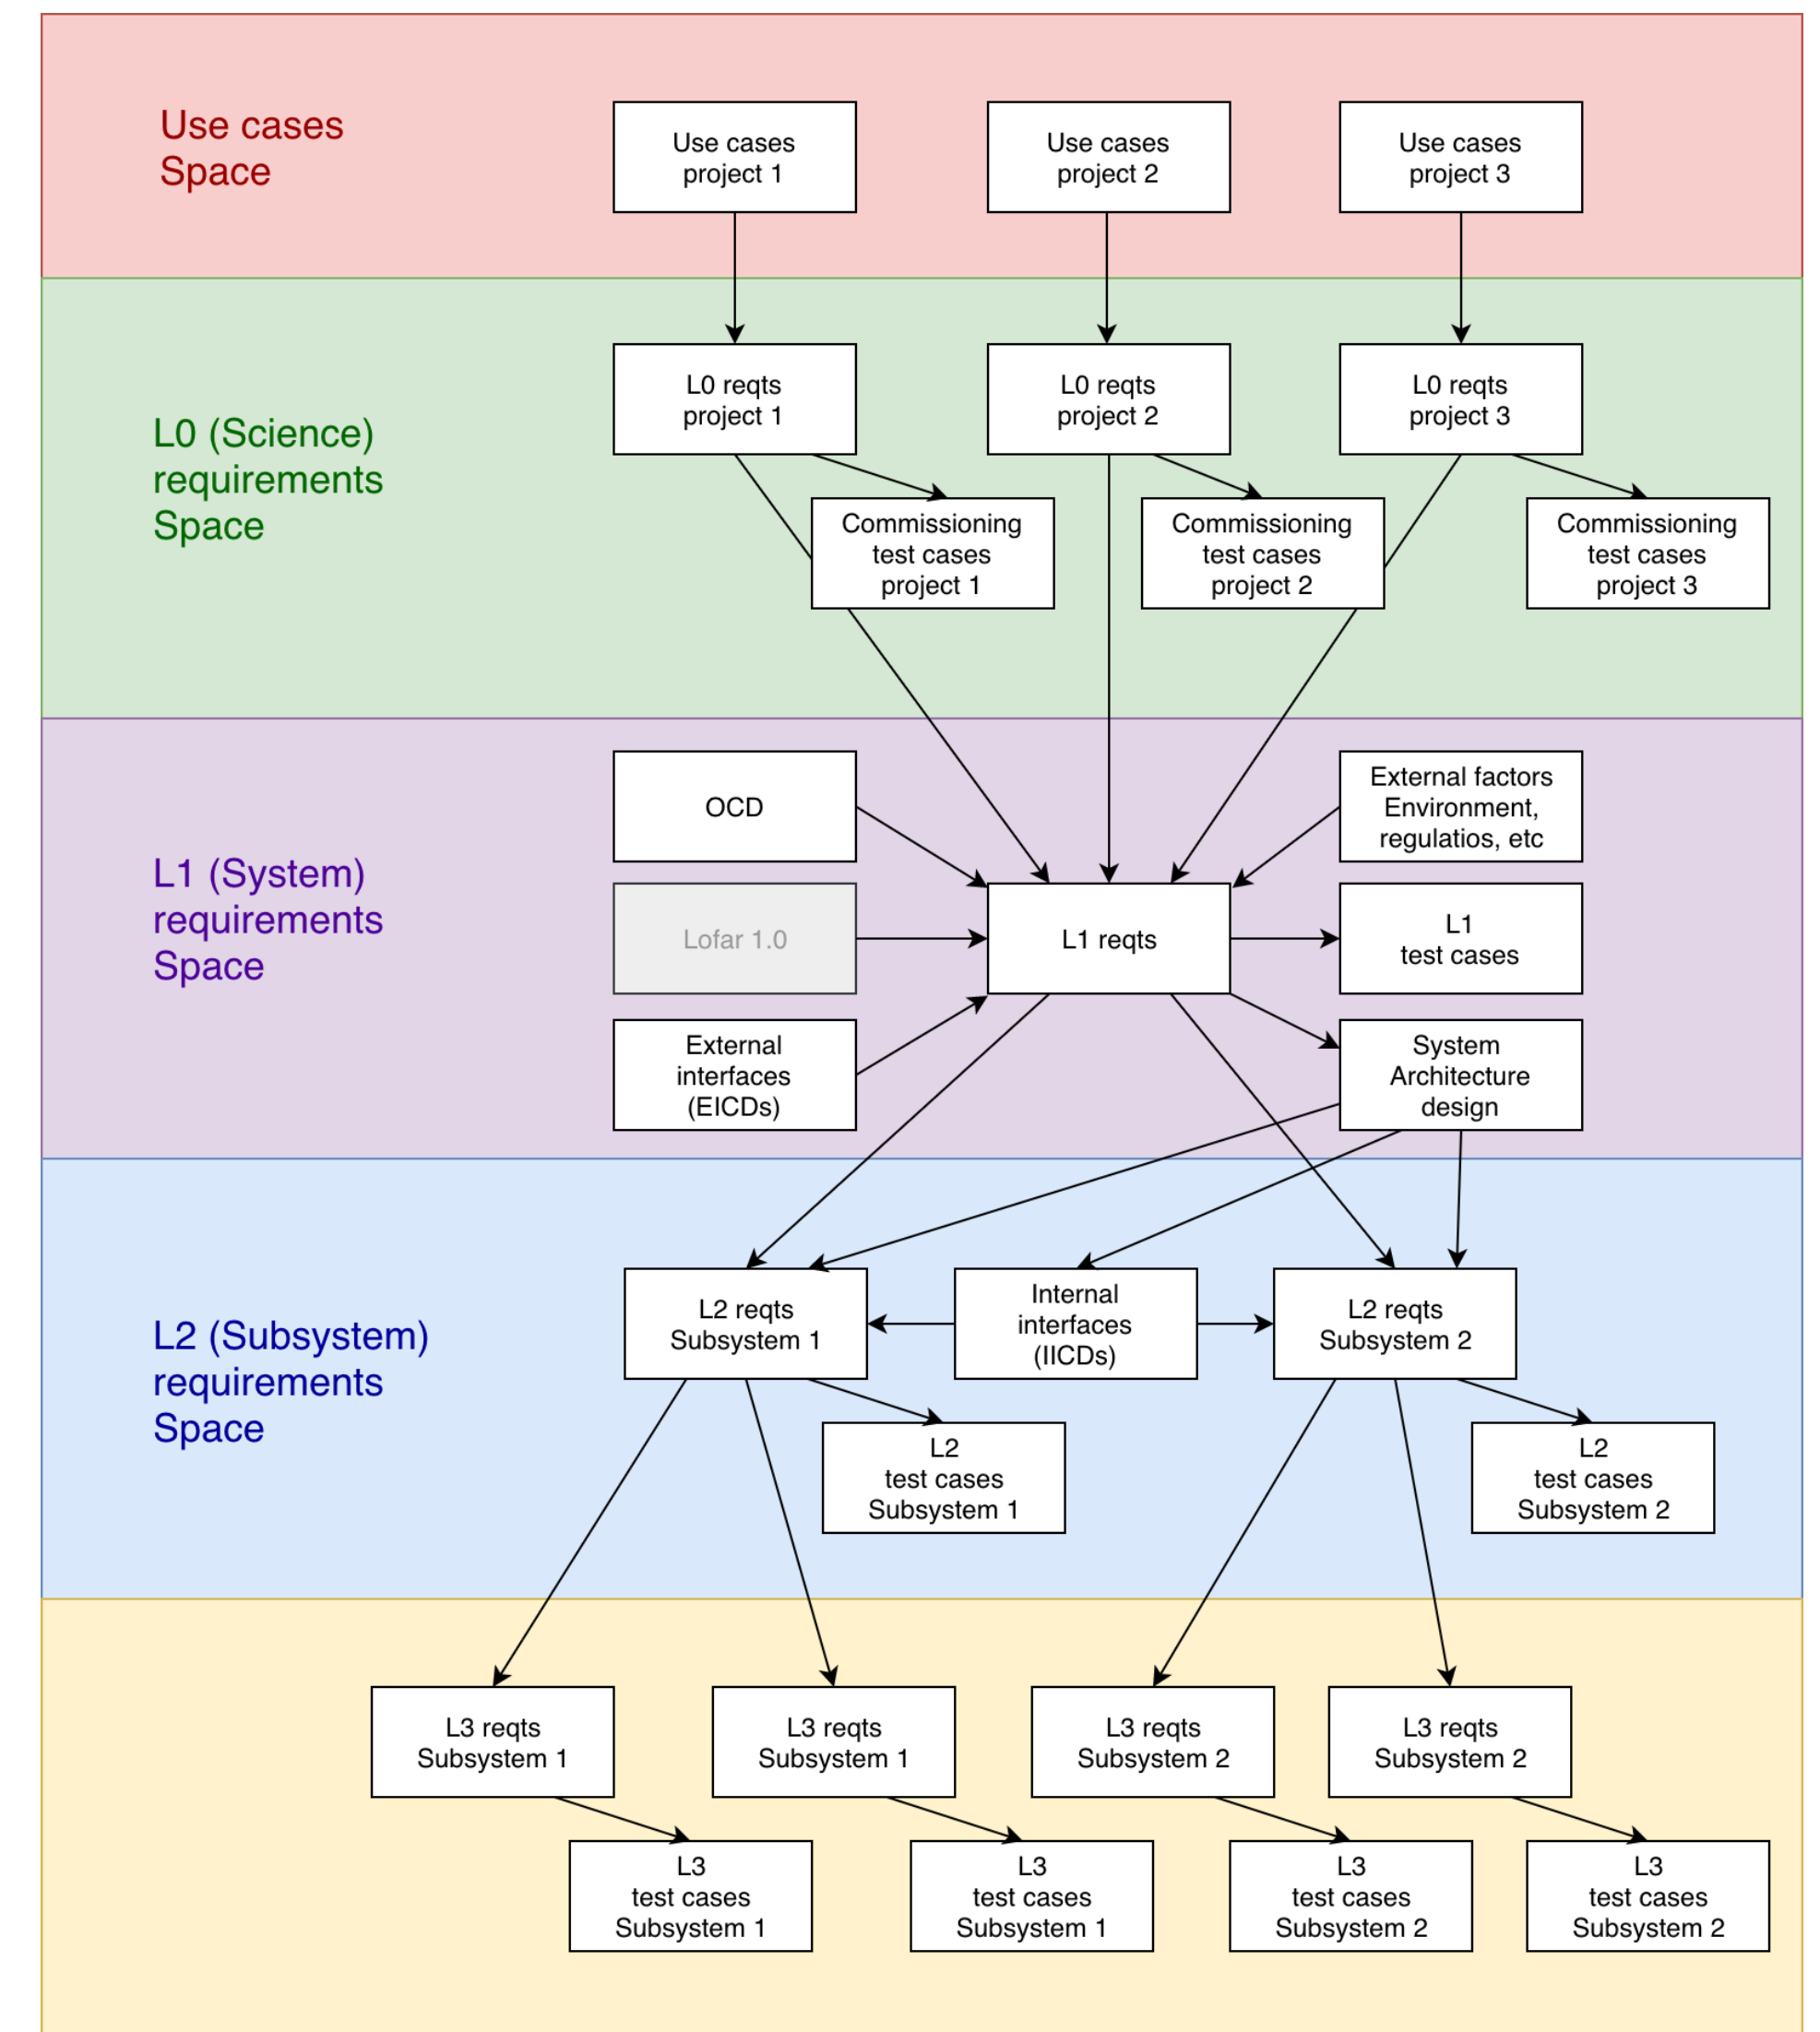 Use cases
Space
Use cases
project 1
Use cases
project 2
Use cases
project 3
L0 (Science)
requirements
Space
L0 reqts
project 1
L0 reqts
project 2
L0 reqts
project 3
Commissioning
test cases
project 1
Commissioning
test cases
project 2
Commissioning
test cases
project 3
L1 (System)
requirements
Space
OCD
External factors
Environment,
regulatios, etc
Lofar 1.0
L1 reqts
L1
test cases
External
interfaces
(EICDs)
System
Architecture
design
L2 (Subsystem)
requirements
Space
L2 reqts
Subsystem 1
Internal
interfaces
(IICDs)
L2 reqts
Subsystem 2
L2
test cases
Subsystem 1
L2
test cases
Subsystem 2
L3 reqts
Subsystem 1
L3 reqts
Subsystem 1
L3 reqts
Subsystem 2
L3 reqts
Subsystem 2
L3
test cases
Subsystem 1
L3
test cases
Subsystem 1
L3
test cases
Subsystem 2
L3
test cases
Subsystem 2